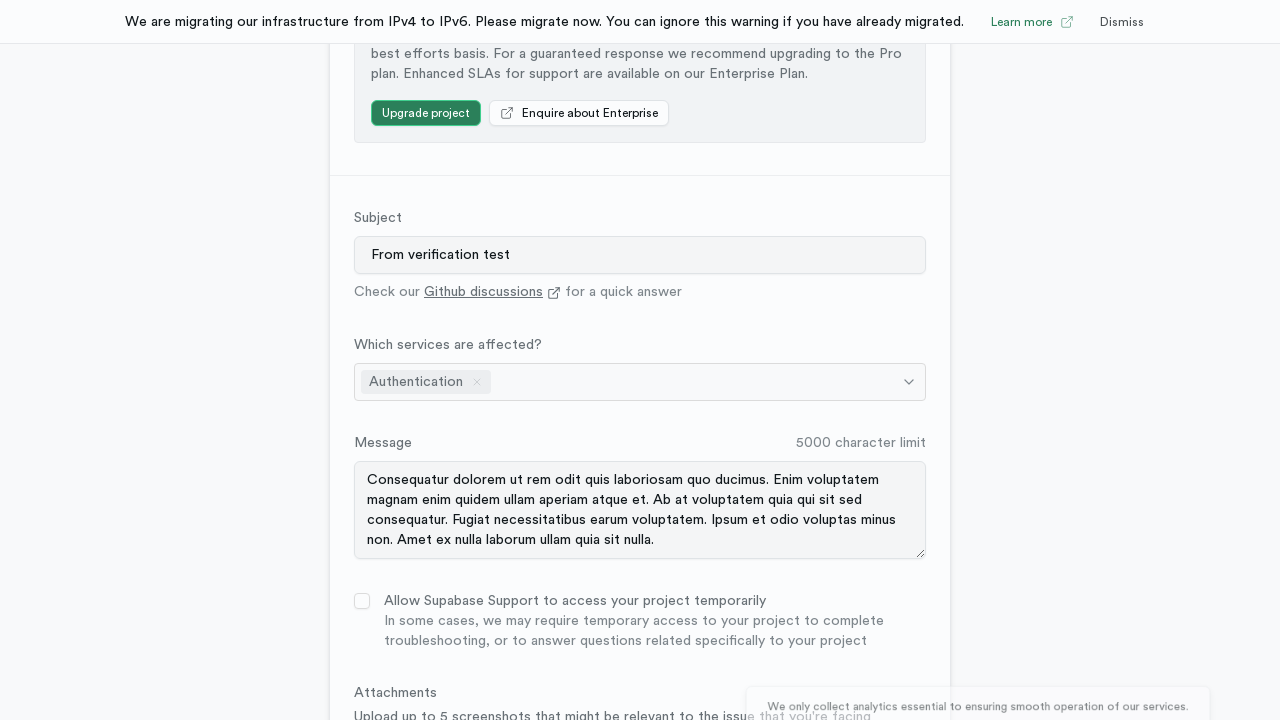 We are migrating our infrastructure from IPv4 to IPv6. Please migrate now. You can ignore this warning if you have already migrated. Learn more Dismiss
best efforts basis. For a guaranteed response we recommend upgrading to the Pro
plan. Enhanced SLAs for support are available on our Enterprise Plan.
Upgrade project Enquire about Enterprise
Subject
From verification test
Check our Github discussions for a quick answer
Which services are affected?
Authentication
Message 5000 character limit
Consequatur dolorem ut rem odit quis laboriosam quo ducimus. Enim voluptatem
magnam enim quidem ullam aperiam atque et. Ab at voluptatem quia qui sit sed
consequatur. Fugiat necessitatibus earum voluptatem. Ipsum et odio voluptas minus
non. Amet ex nulla laborum ullam quia sit nulla.
Allow Supabase Support to access your project temporarily
In some cases, we may require temporary access to your project to complete
troubleshooting, or to answer questions related specifically to your project
Attachments
We only collect analytics essential to ensuring smooth operation of our services.
Upload up to 5 screenshots that might be relevant to the issue that you're facing